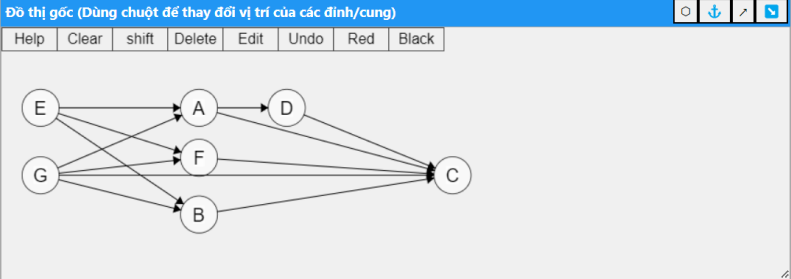 Đồ thị gốc (Dùng chuột để thay đổi vị trí của các đỉnh/cung)
Help Clear shift Delete Edit Undo Red Black
E A D
F
G C
B